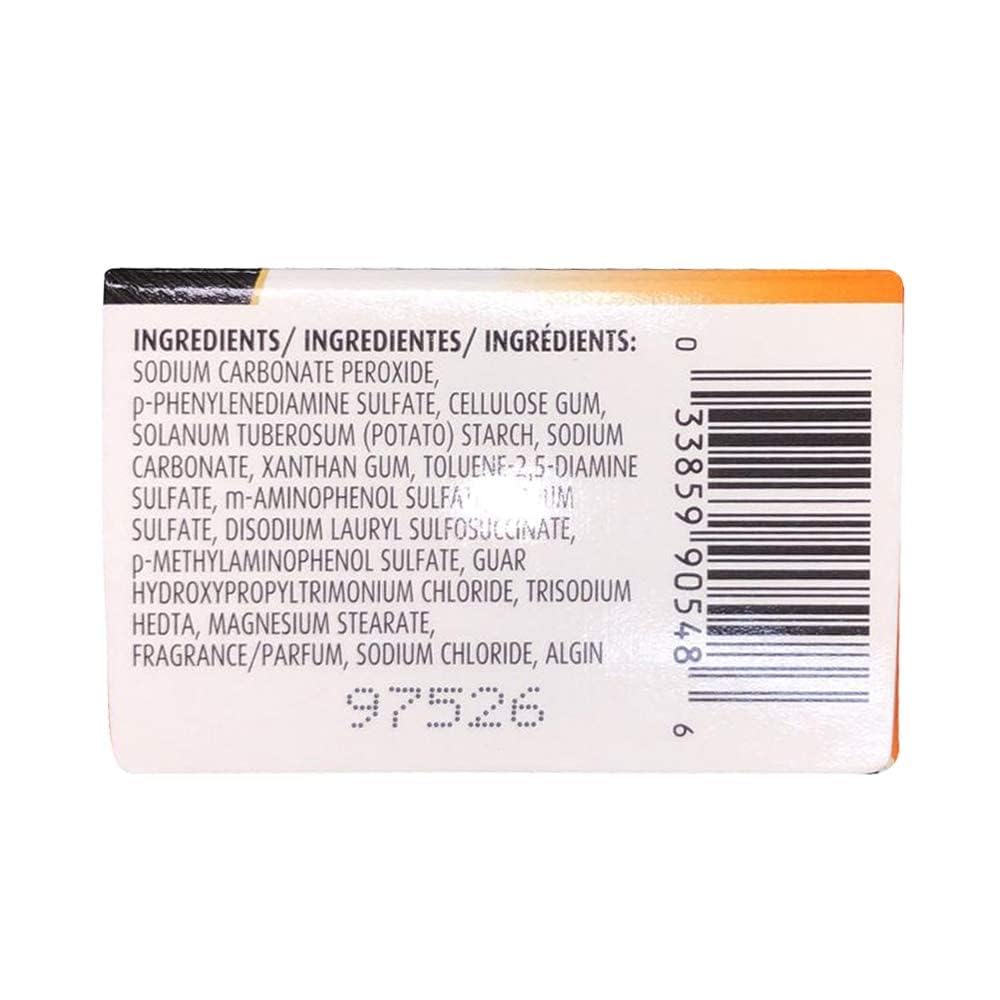 INGREDIENTS/ INGREDIENTES/ INGRÉDIENTS:
SODIUM CARBONATE PEROXIDE,
p-PHENYLENEDIAMINE SULFATE, CELLULOSE GUM,
SOLANUM TUBEROSUM (POTATO) STARCH, SODIUM
CARBONATE, XANTHAN GUM, TOLUENE-2,5-DIAMINE
SULFATE, m-AMINOPHENOL
SULFATE, DISODIUM LAURYL SULFOSUCCINATE,
p-METHYLAMINOPHENOL SULFATE, GUAR
HYDROXYPROPYLTRIMONIUM CHLORIDE, TRISODIUM
HEDTA, MAGNESIUM STEARATE,
FRAGRANCE/PARFUM, SODIUM CHLORIDE, ALGIN
97526
0 33859 90548 6